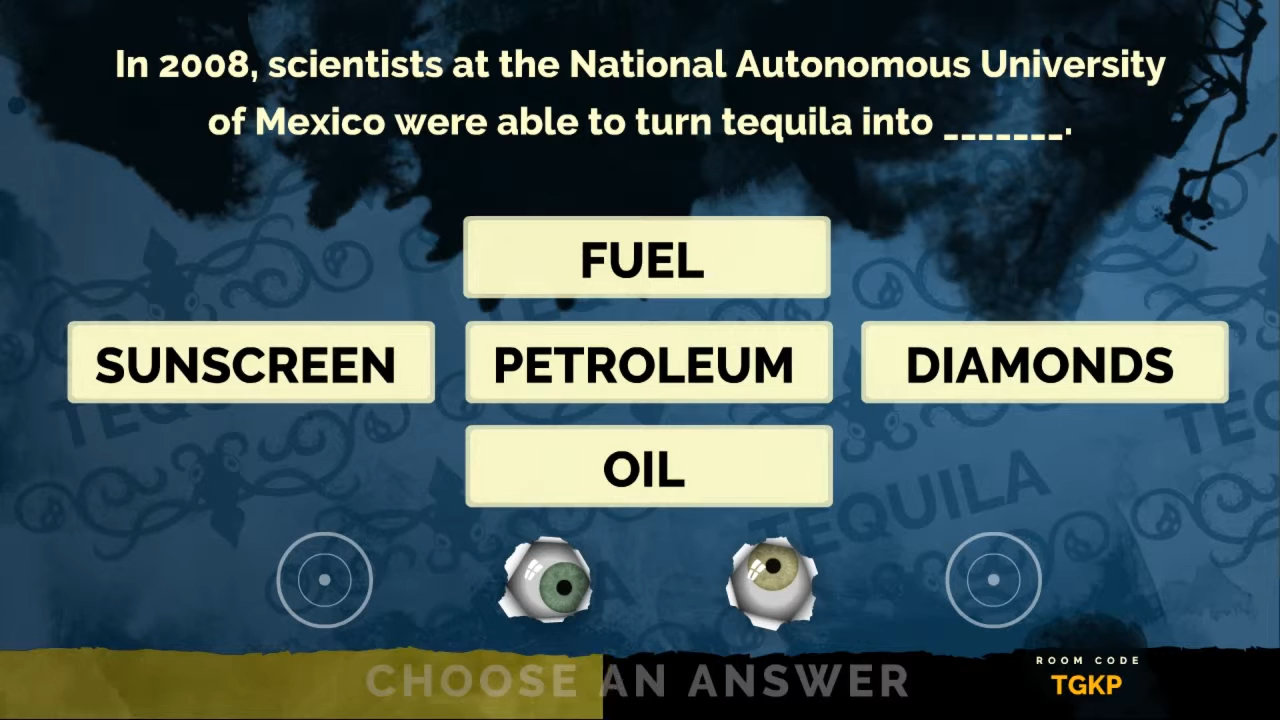 In 2008, scientists at the National Autonomous University
of Mexico were able to turn tequila into _______.
FUEL
SUNSCREEN
PETROLEUM
DIAMONDS
OIL
TEQUILA
CHOOSE AN ANSWER
ROOM CODE
TGKP